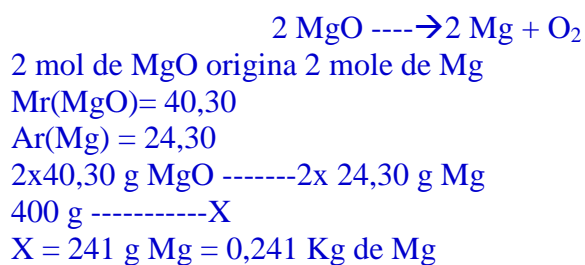 2 MgO ----→2 Mg + O₂
2 mol de MgO origina 2 mole de Mg
Mr(MgO)= 40,30
Ar(Mg) = 24,30
2x40,30 g MgO -------2x 24,30 g Mg
400 g -----------X
X = 241 g Mg = 0,241 Kg de Mg